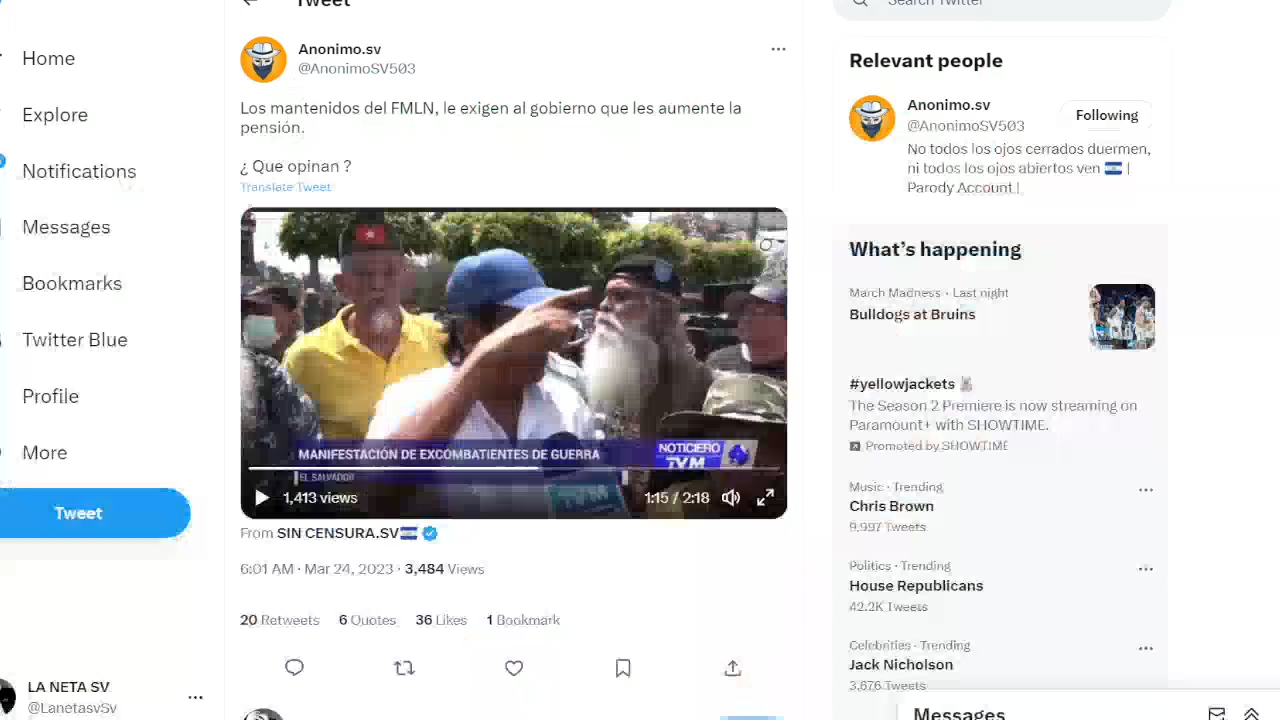 Tweet
Search Twitter
Home
Explore
Notifications
Messages
Bookmarks
Twitter Blue
Profile
More
Tweet
LA NETA SV
@LanetasvSv
Anonimo.sv
@AnonimoSV503
Los mantenidos del FMLN, le exigen al gobierno que les aumente la
pensión.
¿ Que opinan ?
Translate Tweet
MANIFESTACIÓN DE EXCOMBATIENTES DE GUERRA
EL SALVADOR
NOTICIERO
TVM
TVM
1,413 views
1:15 / 2:18
From SIN CENSURA.SV
6:01 AM · Mar 24, 2023 · 3,484 Views
20 Retweets 6 Quotes 36 Likes 1 Bookmark
Relevant people
Anonimo.sv
@AnonimoSV503
Following
No todos los ojos cerrados duermen,
ni todos los ojos abiertos ven |
Parody Account |
What's happening
March Madness · Last night
Bulldogs at Bruins
#yellowjackets
The Season 2 Premiere is now streaming on
Paramount+ with SHOWTIME.
Promoted by SHOWTIME
Music · Trending
Chris Brown
9,997 Tweets
Politics · Trending
House Republicans
42.2K Tweets
Celebrities · Trending
Jack Nicholson
3,676 Tweets
Messages